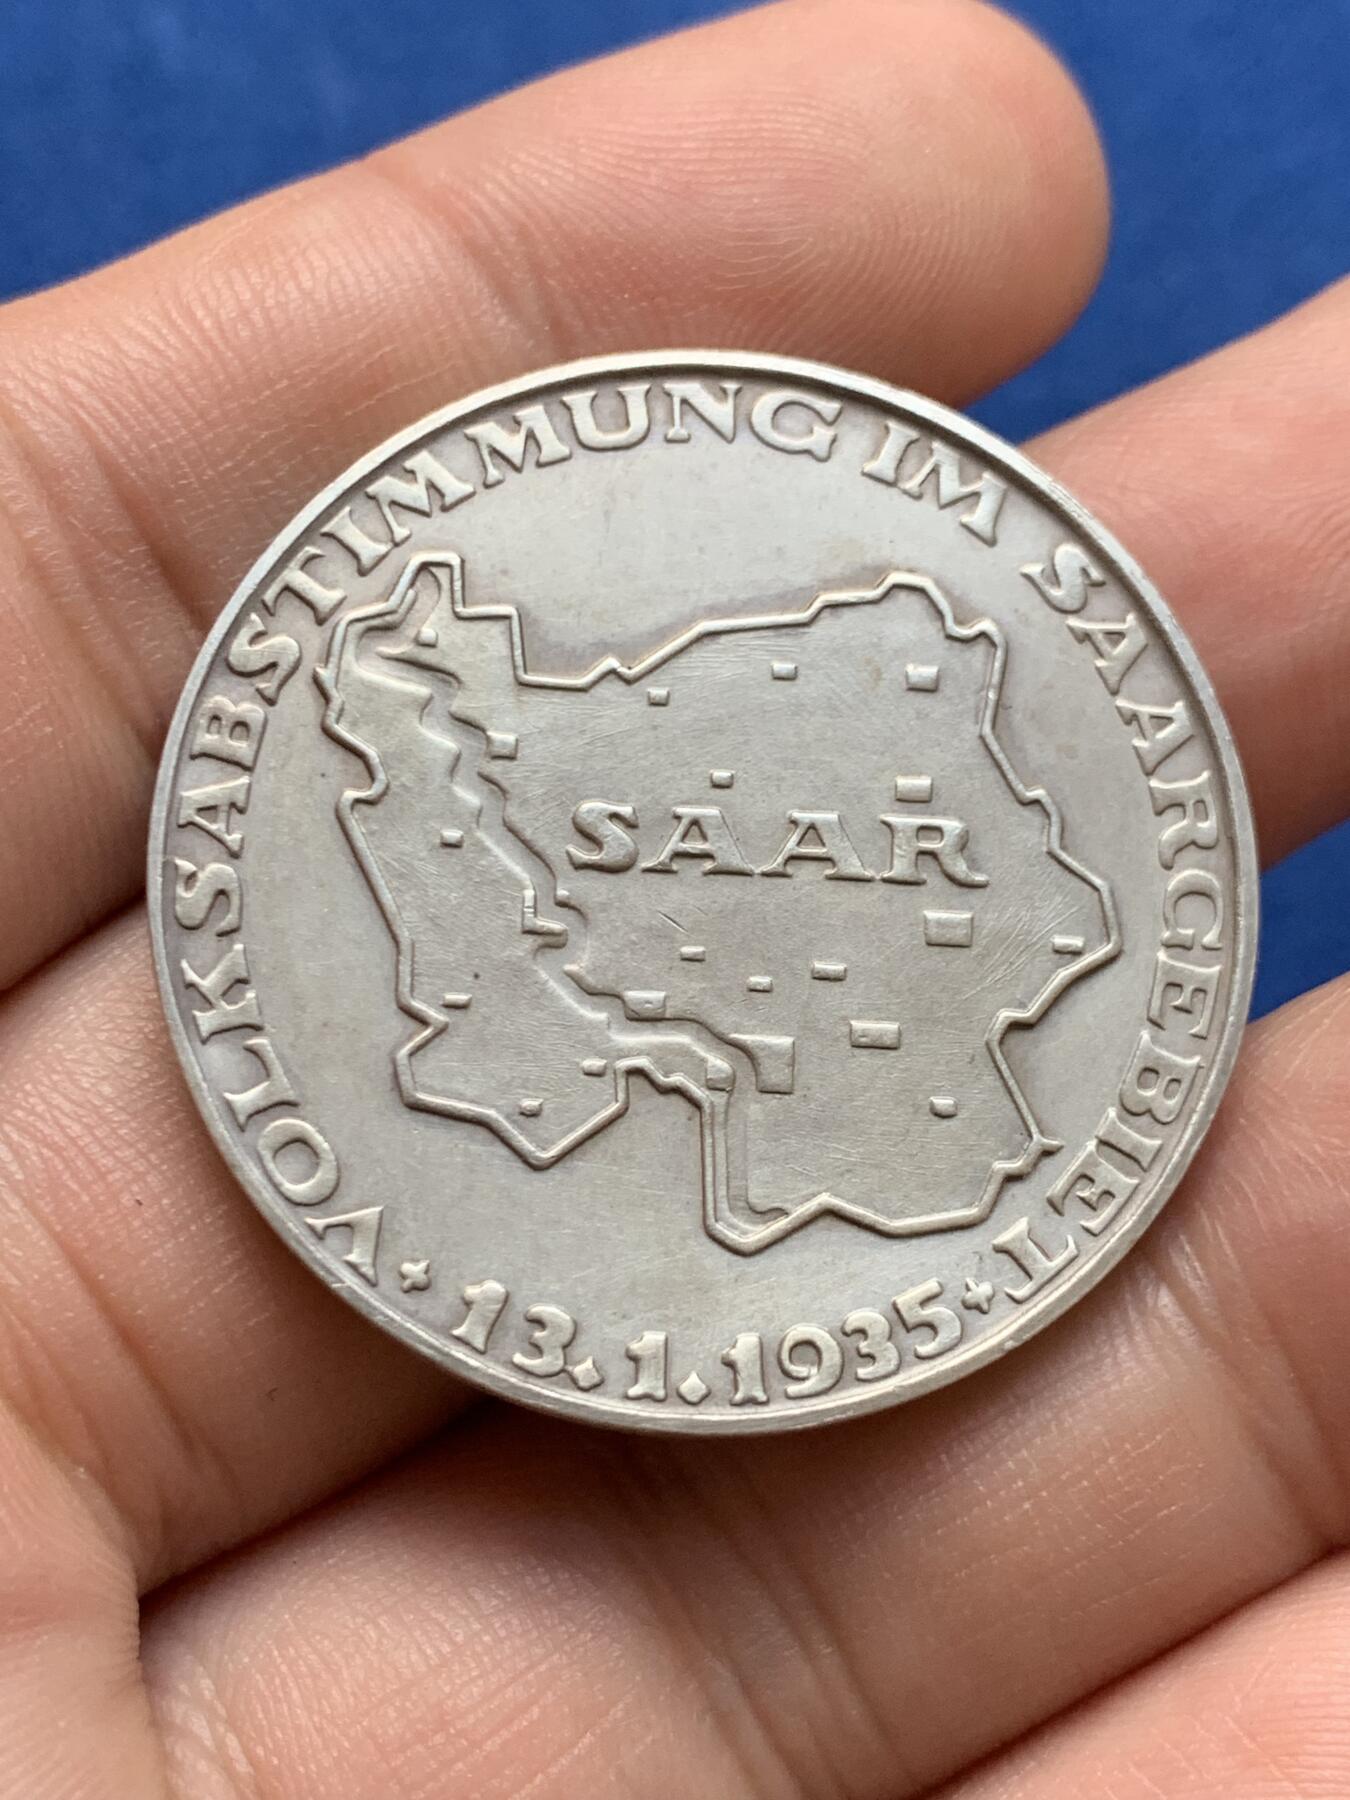 VOLKSABSTIMMUNG IM SAARGEBIET
SAAR
13.1.1935